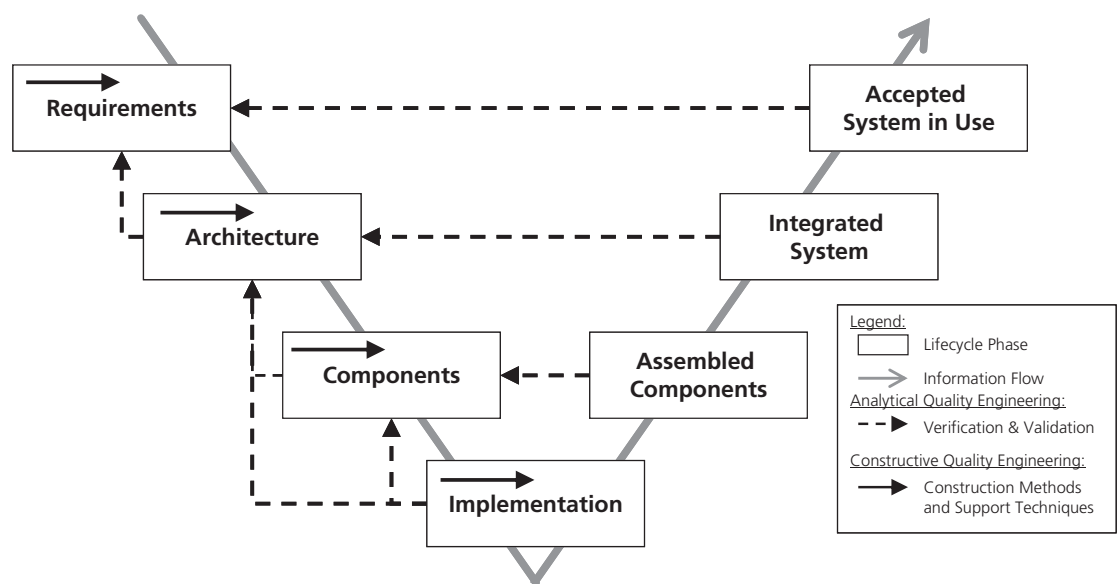 Requirements
Accepted
System in Use
Architecture
Integrated
System
Components
Assembled
Components
Implementation
Legend:
Lifecycle Phase
Information Flow
Analytical Quality Engineering:
Verification & Validation
Constructive Quality Engineering:
Construction Methods
and Support Techniques